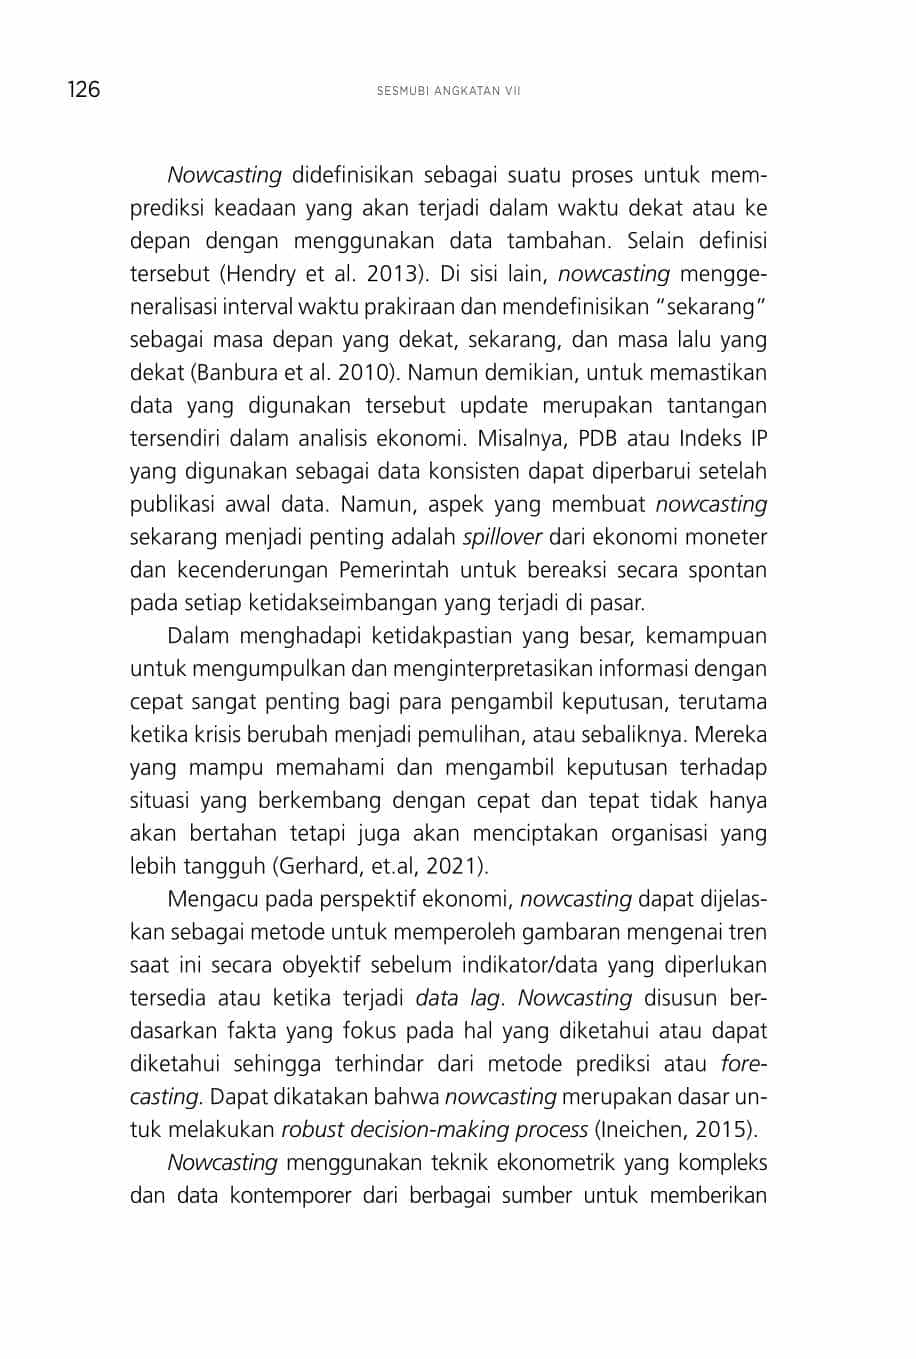 126
SESMUBI ANGKATAN VII
Nowcasting didefinisikan sebagai suatu proses untuk mem-
prediksi keadaan yang akan terjadi dalam waktu dekat atau ke
depan dengan menggunakan data tambahan. Selain definisi
tersebut (Hendry et al. 2013). Di sisi lain, nowcasting mengge-
neralisasi interval waktu prakiraan dan mendefinisikan “sekarang”
sebagai masa depan yang dekat, sekarang, dan masa lalu yang
dekat (Banbura et al. 2010). Namun demikian, untuk memastikan
data yang digunakan tersebut update merupakan tantangan
tersendiri dalam analisis ekonomi. Misalnya, PDB atau Indeks IP
yang digunakan sebagai data konsisten dapat diperbarui setelah
publikasi awal data. Namun, aspek yang membuat nowcasting
sekarang menjadi penting adalah spillover dari ekonomi moneter
dan kecenderungan Pemerintah untuk bereaksi secara spontan
pada setiap ketidakseimbangan yang terjadi di pasar.
Dalam menghadapi ketidakpastian yang besar, kemampuan
untuk mengumpulkan dan menginterpretasikan informasi dengan
cepat sangat penting bagi para pengambil keputusan, terutama
ketika krisis berubah menjadi pemulihan, atau sebaliknya. Mereka
yang mampu memahami dan mengambil keputusan terhadap
situasi yang berkembang dengan cepat dan tepat tidak hanya
akan bertahan tetapi juga akan menciptakan organisasi yang
lebih tangguh (Gerhard, et.al, 2021).
Mengacu pada perspektif ekonomi, nowcasting dapat dijelas-
kan sebagai metode untuk memperoleh gambaran mengenai tren
saat ini secara obyektif sebelum indikator/data yang diperlukan
tersedia atau ketika terjadi data lag. Nowcasting disusun ber-
dasarkan fakta yang fokus pada hal yang diketahui atau dapat
diketahui sehingga terhindar dari metode prediksi atau fore-
casting. Dapat dikatakan bahwa nowcasting merupakan dasar un-
tuk melakukan robust decision-making process (Ineichen, 2015).
Nowcasting menggunakan teknik ekonometrik yang kompleks
dan data kontemporer dari berbagai sumber untuk memberikan